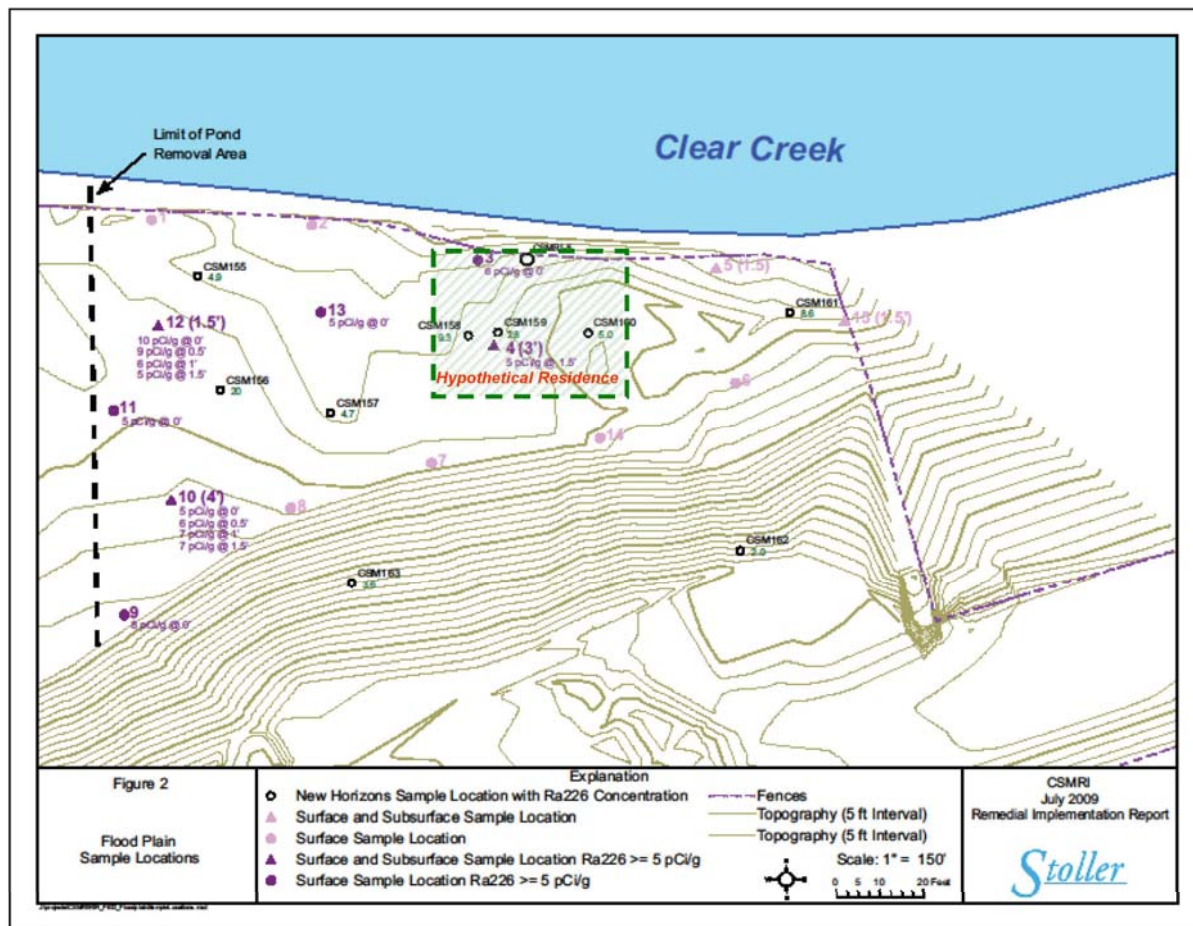 Clear Creek
Limit of Pond
Removal Area
1
2
3
6 pCi/g @ 0'
5 (1.5)
CSM155
4.9
12 (1.5')
10 pCi/g @ 0'
9 pCi/g @ 0.5'
6 pCi/g @ 1'
5 pCi/g @ 1.5'
13
5 pCi/g @ 0'
CSM158
9.3
CSM159
2.8
CSM160
5.0
4 (3')
5 pCi/g @ 1.5'
Hypothetical Residence
CSM161
8.6
15 (1.5')
CSM156
20
CSM157
4.7
6
11
5 pCi/g @ 0'
14
7
10 (4')
5 pCi/g @ 0'
6 pCi/g @ 0.5'
7 pCi/g @ 1'
7 pCi/g @ 1.5'
8
CSM162
2.0
CSM163
9
Figure 2
Flood Plain
Sample Locations
Explanation
New Horizons Sample Location with Ra226 Concentration
Surface and Subsurface Sample Location
Surface Sample Location
Surface and Subsurface Sample Location Ra226 >= 5 pCi/g
Surface Sample Location Ra226 >= 5 pCi/g
Fences
Topography (5 ft Interval)
Topography (5 ft Interval)
Scale: 1" = 150'
0 5 10 20 Feet
CSMRI
July 2009
Remedial Implementation Report
Stoller